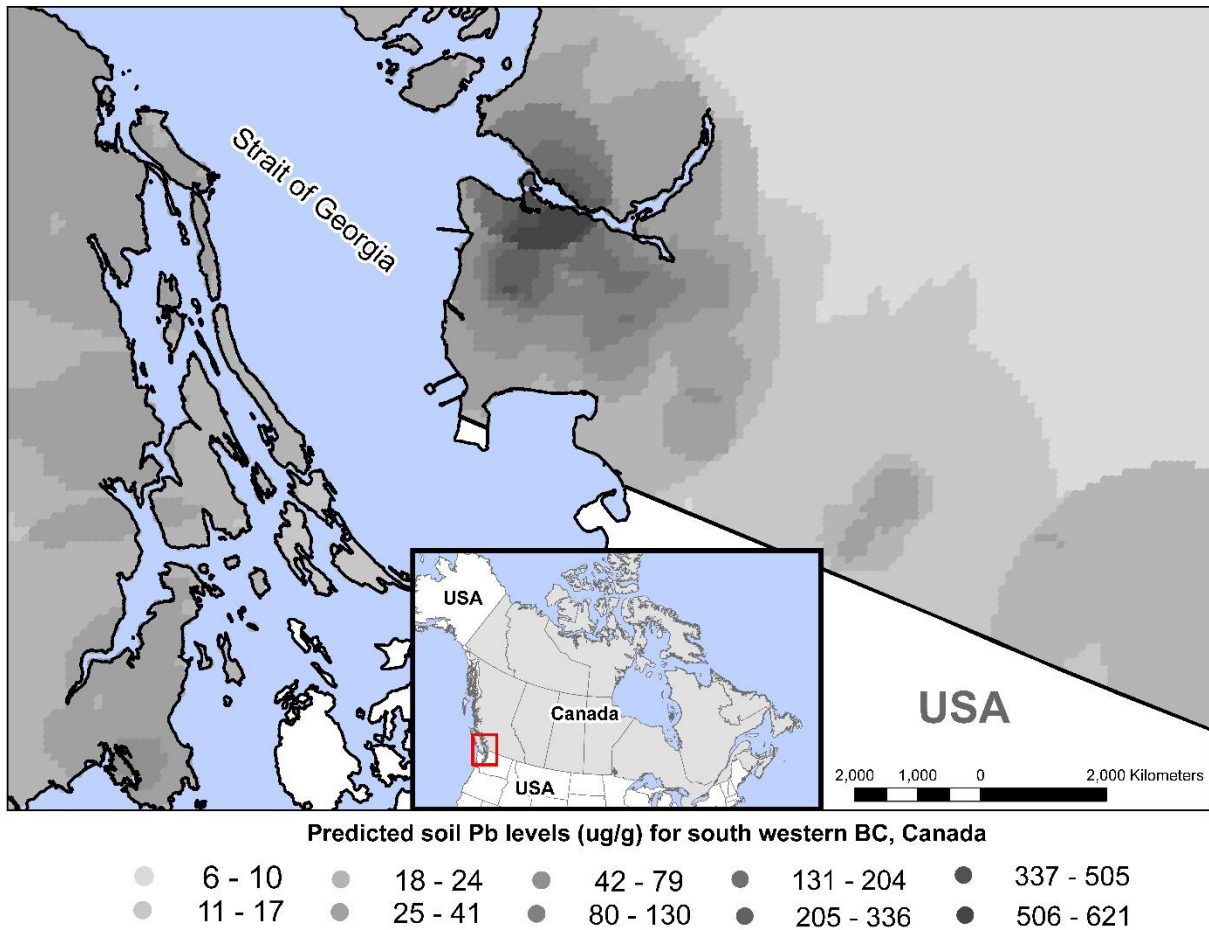 Strait of Georgia
USA
Canada
USA
USA
2,000 1,000 0 2,000 Kilometers
Predicted soil Pb levels (ug/g) for south western BC, Canada
6 - 10 18 - 24 42 - 79 131 - 204 337 - 505
11 - 17 25 - 41 80 - 130 205 - 336 506 - 621